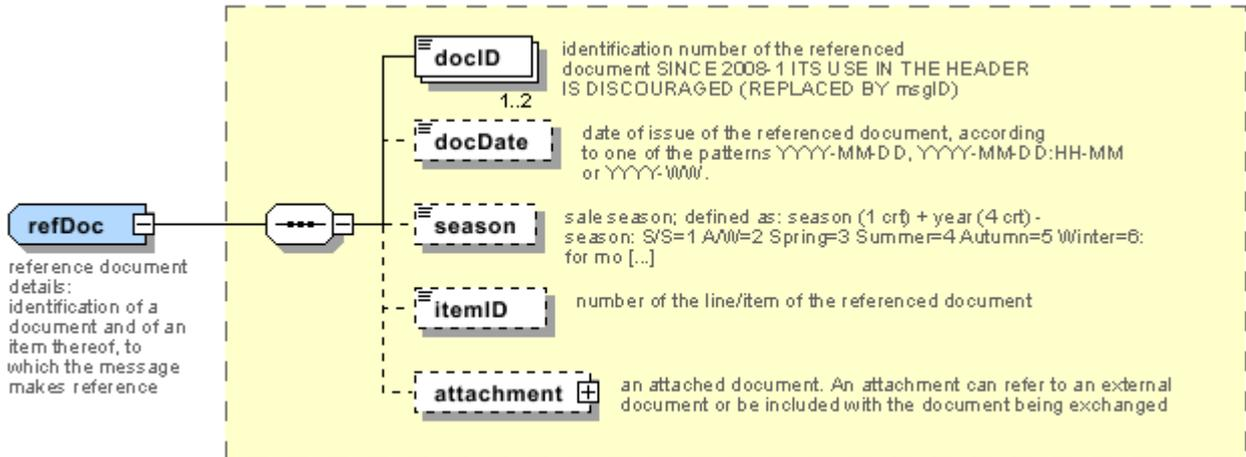 docID
identification number of the referenced
document SINCE 2008-1 ITS USE IN THE HEADER
IS DISCOURAGED (REPLACED BY msgID)
1..2
docDate
date of issue of the referenced document, according
to one of the patterns YYYY-MM-DD, YYYY-MM-DD:HH-MM
or YYYY-WW.
refDoc
reference document
details:
identification of a
document and of an
item thereof, to
which the message
makes reference
season
sale season; defined as: season (1 crt) + year (4 crt) -
season: S/S=1 A/W=2 Spring=3 Summer=4 Autumn=5 Winter=6:
for mo [...]
itemID
number of the line/item of the referenced document
attachment
an attached document. An attachment can refer to an external
document or be included with the document being exchanged